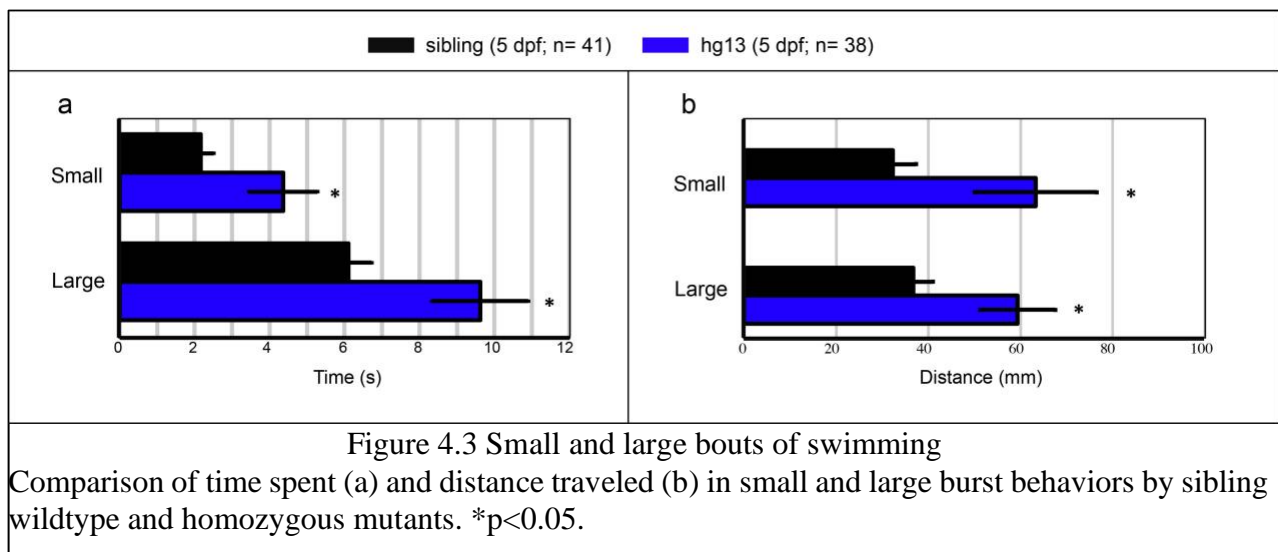 sibling (5 dpf; n= 41) hg13 (5 dpf; n= 38)
a
Small
*
Large
*
0 2 4 6 8 10 12
Time (s)
b
Small
*
Large
*
0 20 40 60 80 100
Distance (mm)
Figure 4.3 Small and large bouts of swimming
Comparison of time spent (a) and distance traveled (b) in small and large burst behaviors by sibling
wildtype and homozygous mutants. *p<0.05.